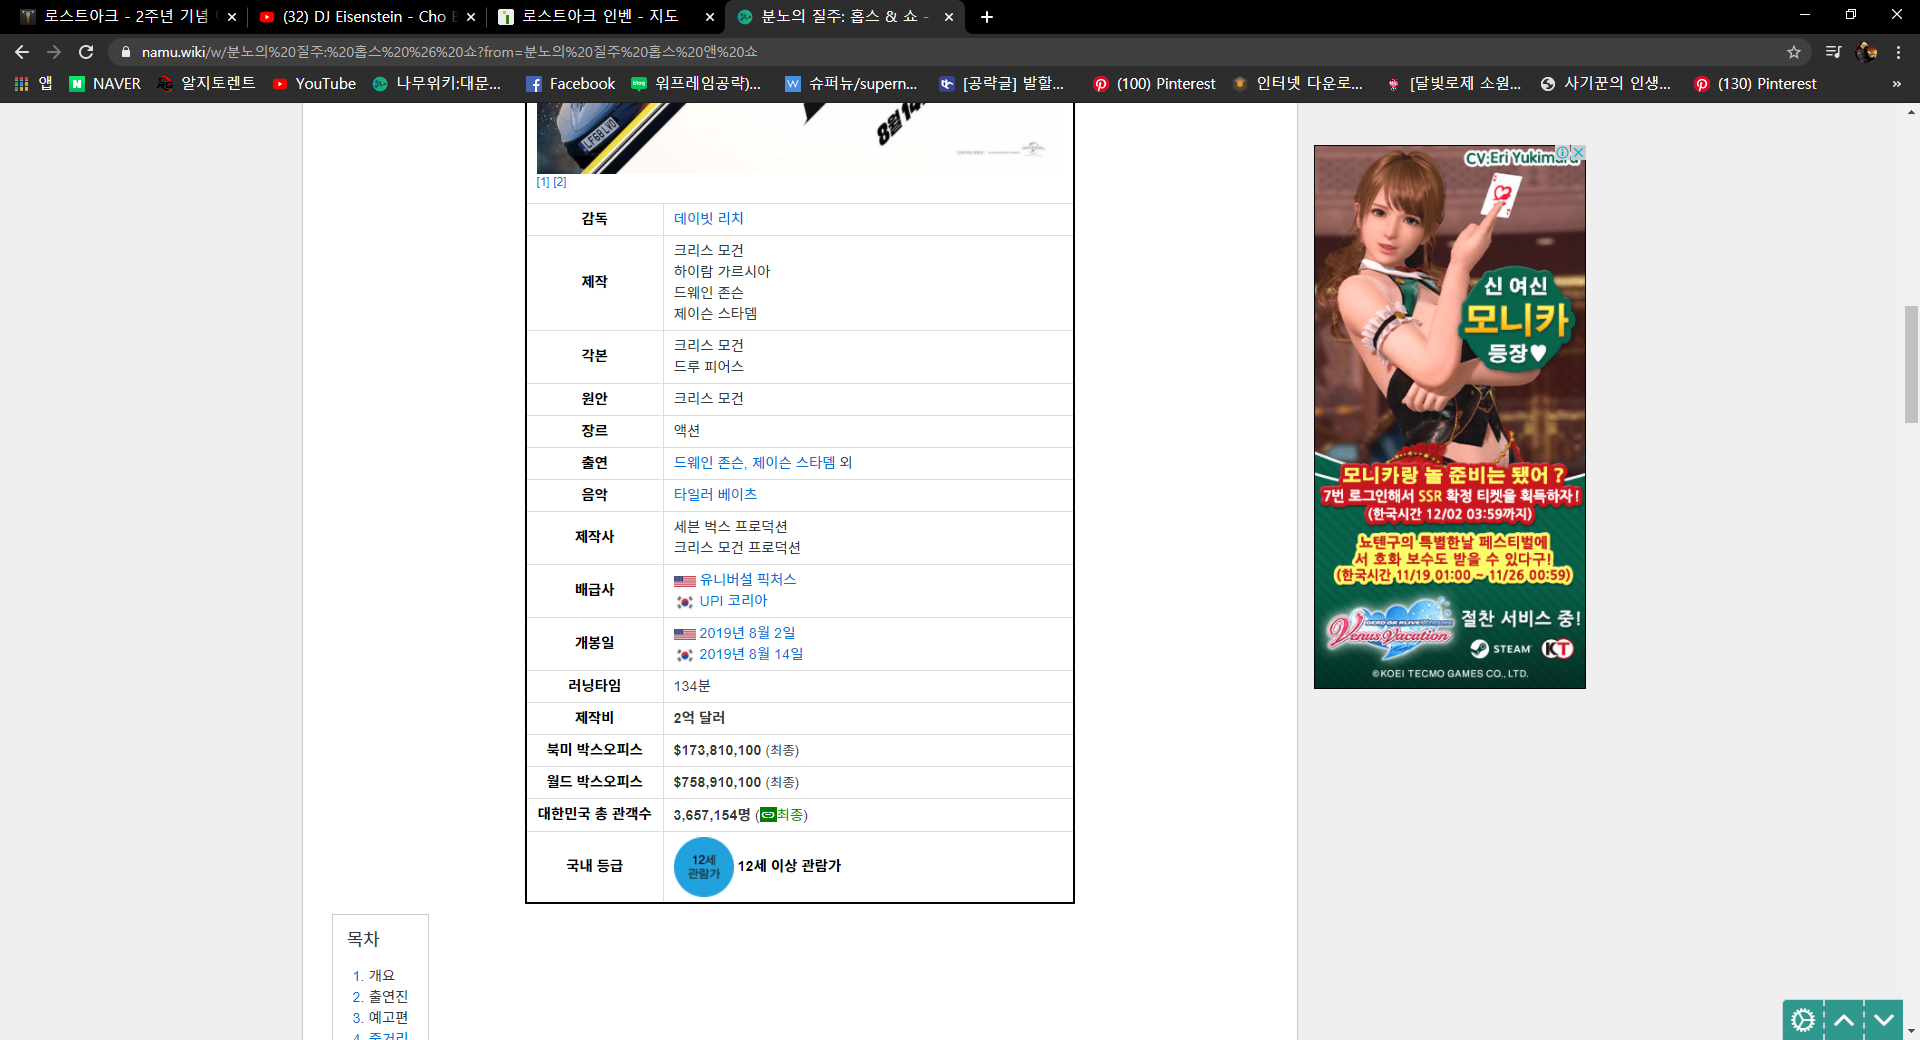 로스트아크 - 2주년 기념
(32) DJ Eisenstein - Cho
로스트아크 인벤 - 지도
분노의 질주: 홉스 & 쇼 -
namu.wiki/w/분노의%20질주:%20홉스%20%26%20쇼?from=분노의%20질주%20홉스%20앤%20쇼
앱
NAVER
알지토렌트
YouTube
나무위키:대문...
Facebook
워프레임공략)...
슈퍼뉴/supern...
[공략글] 발할...
(100) Pinterest
인터넷 다운로...
[달빛로제 소원...
사기꾼의 인생...
(130) Pinterest
»
LF68 LVO
8월 14
[1] [2]
감독 데이빗 리치
제작 크리스 모건
하이람 가르시아
드웨인 존슨
제이슨 스타뎀
각본 크리스 모건
드루 피어스
원안 크리스 모건
장르 액션
출연 드웨인 존슨, 제이슨 스타뎀 외
음악 타일러 베이츠
제작사 세븐 벅스 프로덕션
크리스 모건 프로덕션
배급사 유니버설 픽처스
UPI 코리아
개봉일 2019년 8월 2일
2019년 8월 14일
러닝타임 134분
제작비 2억 달러
북미 박스오피스 $173,810,100 (최종)
월드 박스오피스 $758,910,100 (최종)
대한민국 총 관객수 3,657,154명 (최종)
국내 등급 12세 관람가 12세 이상 관람가
목차
1. 개요
2. 출연진
3. 예고편
4. 줄거리
CV:Eri Yukimura
신 여신
모니카
등장♥
모니카랑 놀 준비는 됐어?
7번 로그인해서 SSR 확정 티켓을 획득하자!
(한국시간 12/02 03:59까지)
뇨텐구의 특별한날 페스티벌에
서 호화 보수도 받을 수 있다구!
(한국시간 11/19 01:00 ~ 11/26 00:59)
DEAD OR ALIVE XTREME
Venus Vacation
절찬 서비스 중!
STEAM
KT
©KOEI TECMO GAMES CO., LTD.